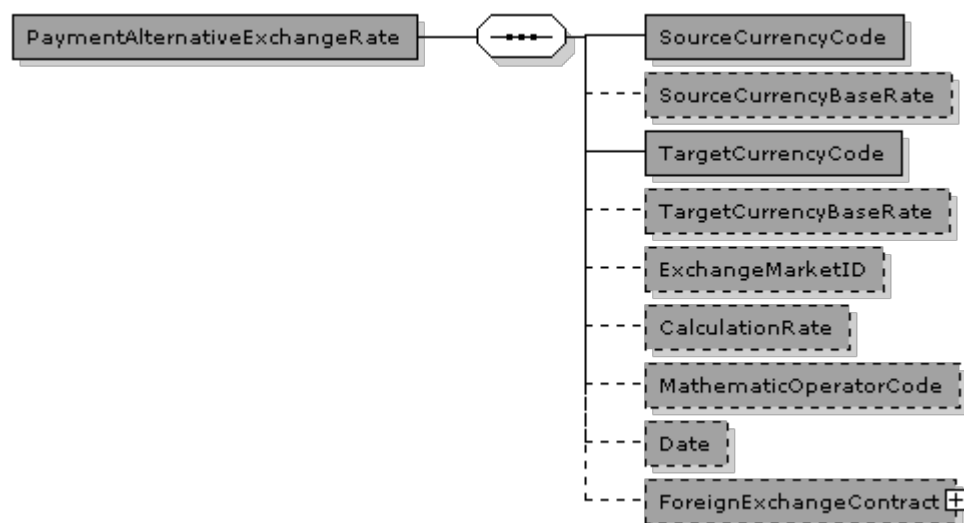 PaymentAlternativeExchangeRate
SourceCurrencyCode
SourceCurrencyBaseRate
TargetCurrencyCode
TargetCurrencyBaseRate
ExchangeMarketID
CalculationRate
MathematicOperatorCode
Date
ForeignExchangeContract